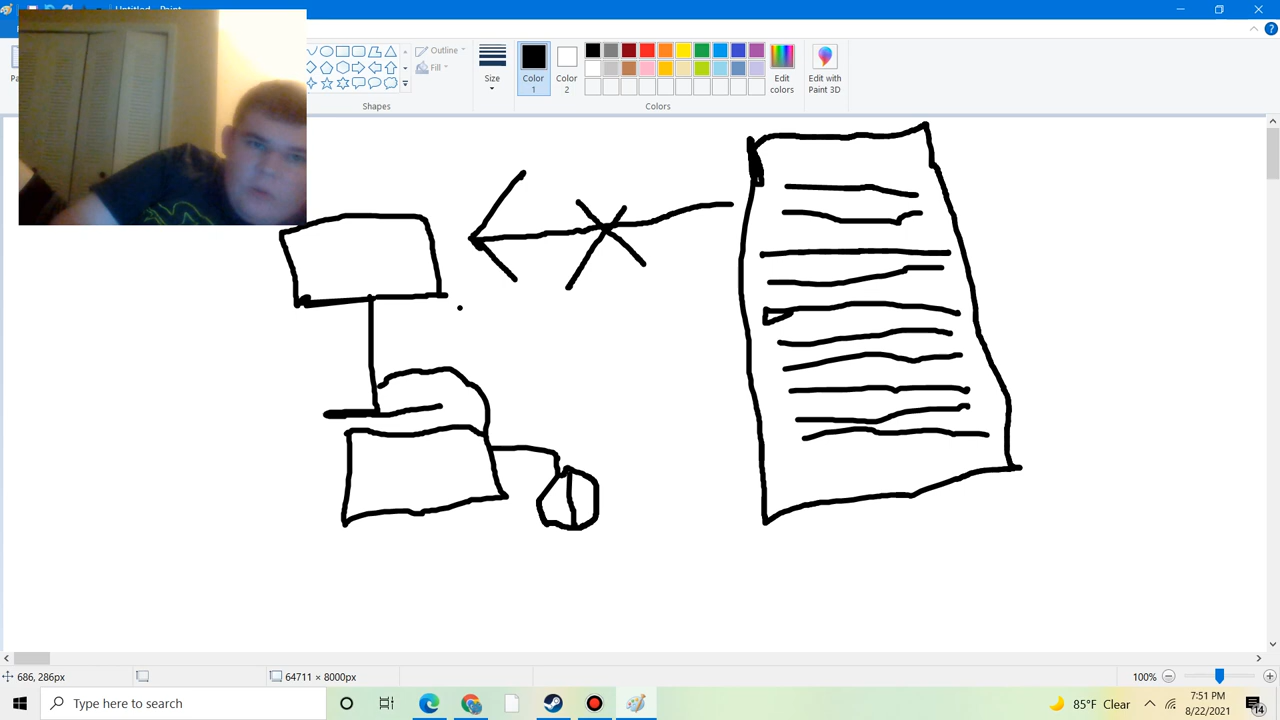 Untitled - Paint
Outline
Fill
Size
Color
1
Color
2
Edit
colors
Edit with
Paint 3D
Shapes
Colors
686, 286px
64711 × 8000px
100%
Type here to search
85°F Clear
7:51 PM
8/22/2021
14